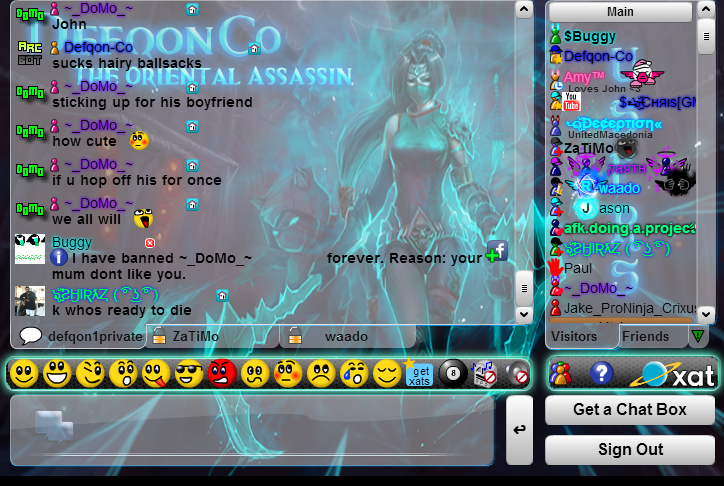 ~_DoMo_~
John
DEFQONCO
THE ORIENTAL ASSASSIN
Defqon-Co
sucks hairy ballsacks
~_DoMo_~
sticking up for his boyfriend
~_DoMo_~
how cute
~_DoMo_~
if u hop off his for once
~_DoMo_~
we all will
Buggy
I have banned ~_DoMo_~ forever. Reason: your
mum dont like you.
k whos ready to die
defqon1private
ZaTiMo
waado
get
xats
8
Main
$Buggy
Defqon-Co
Amy™
Loves John
You
Tube
UnitedMacedonia
ZaTiMo
waado
Jason
afk.doing.a.project
Paul
~_DoMo_~
Jake_ProNinja_Crixus
Visitors
Friends
?
xat
Get a Chat Box
Sign Out